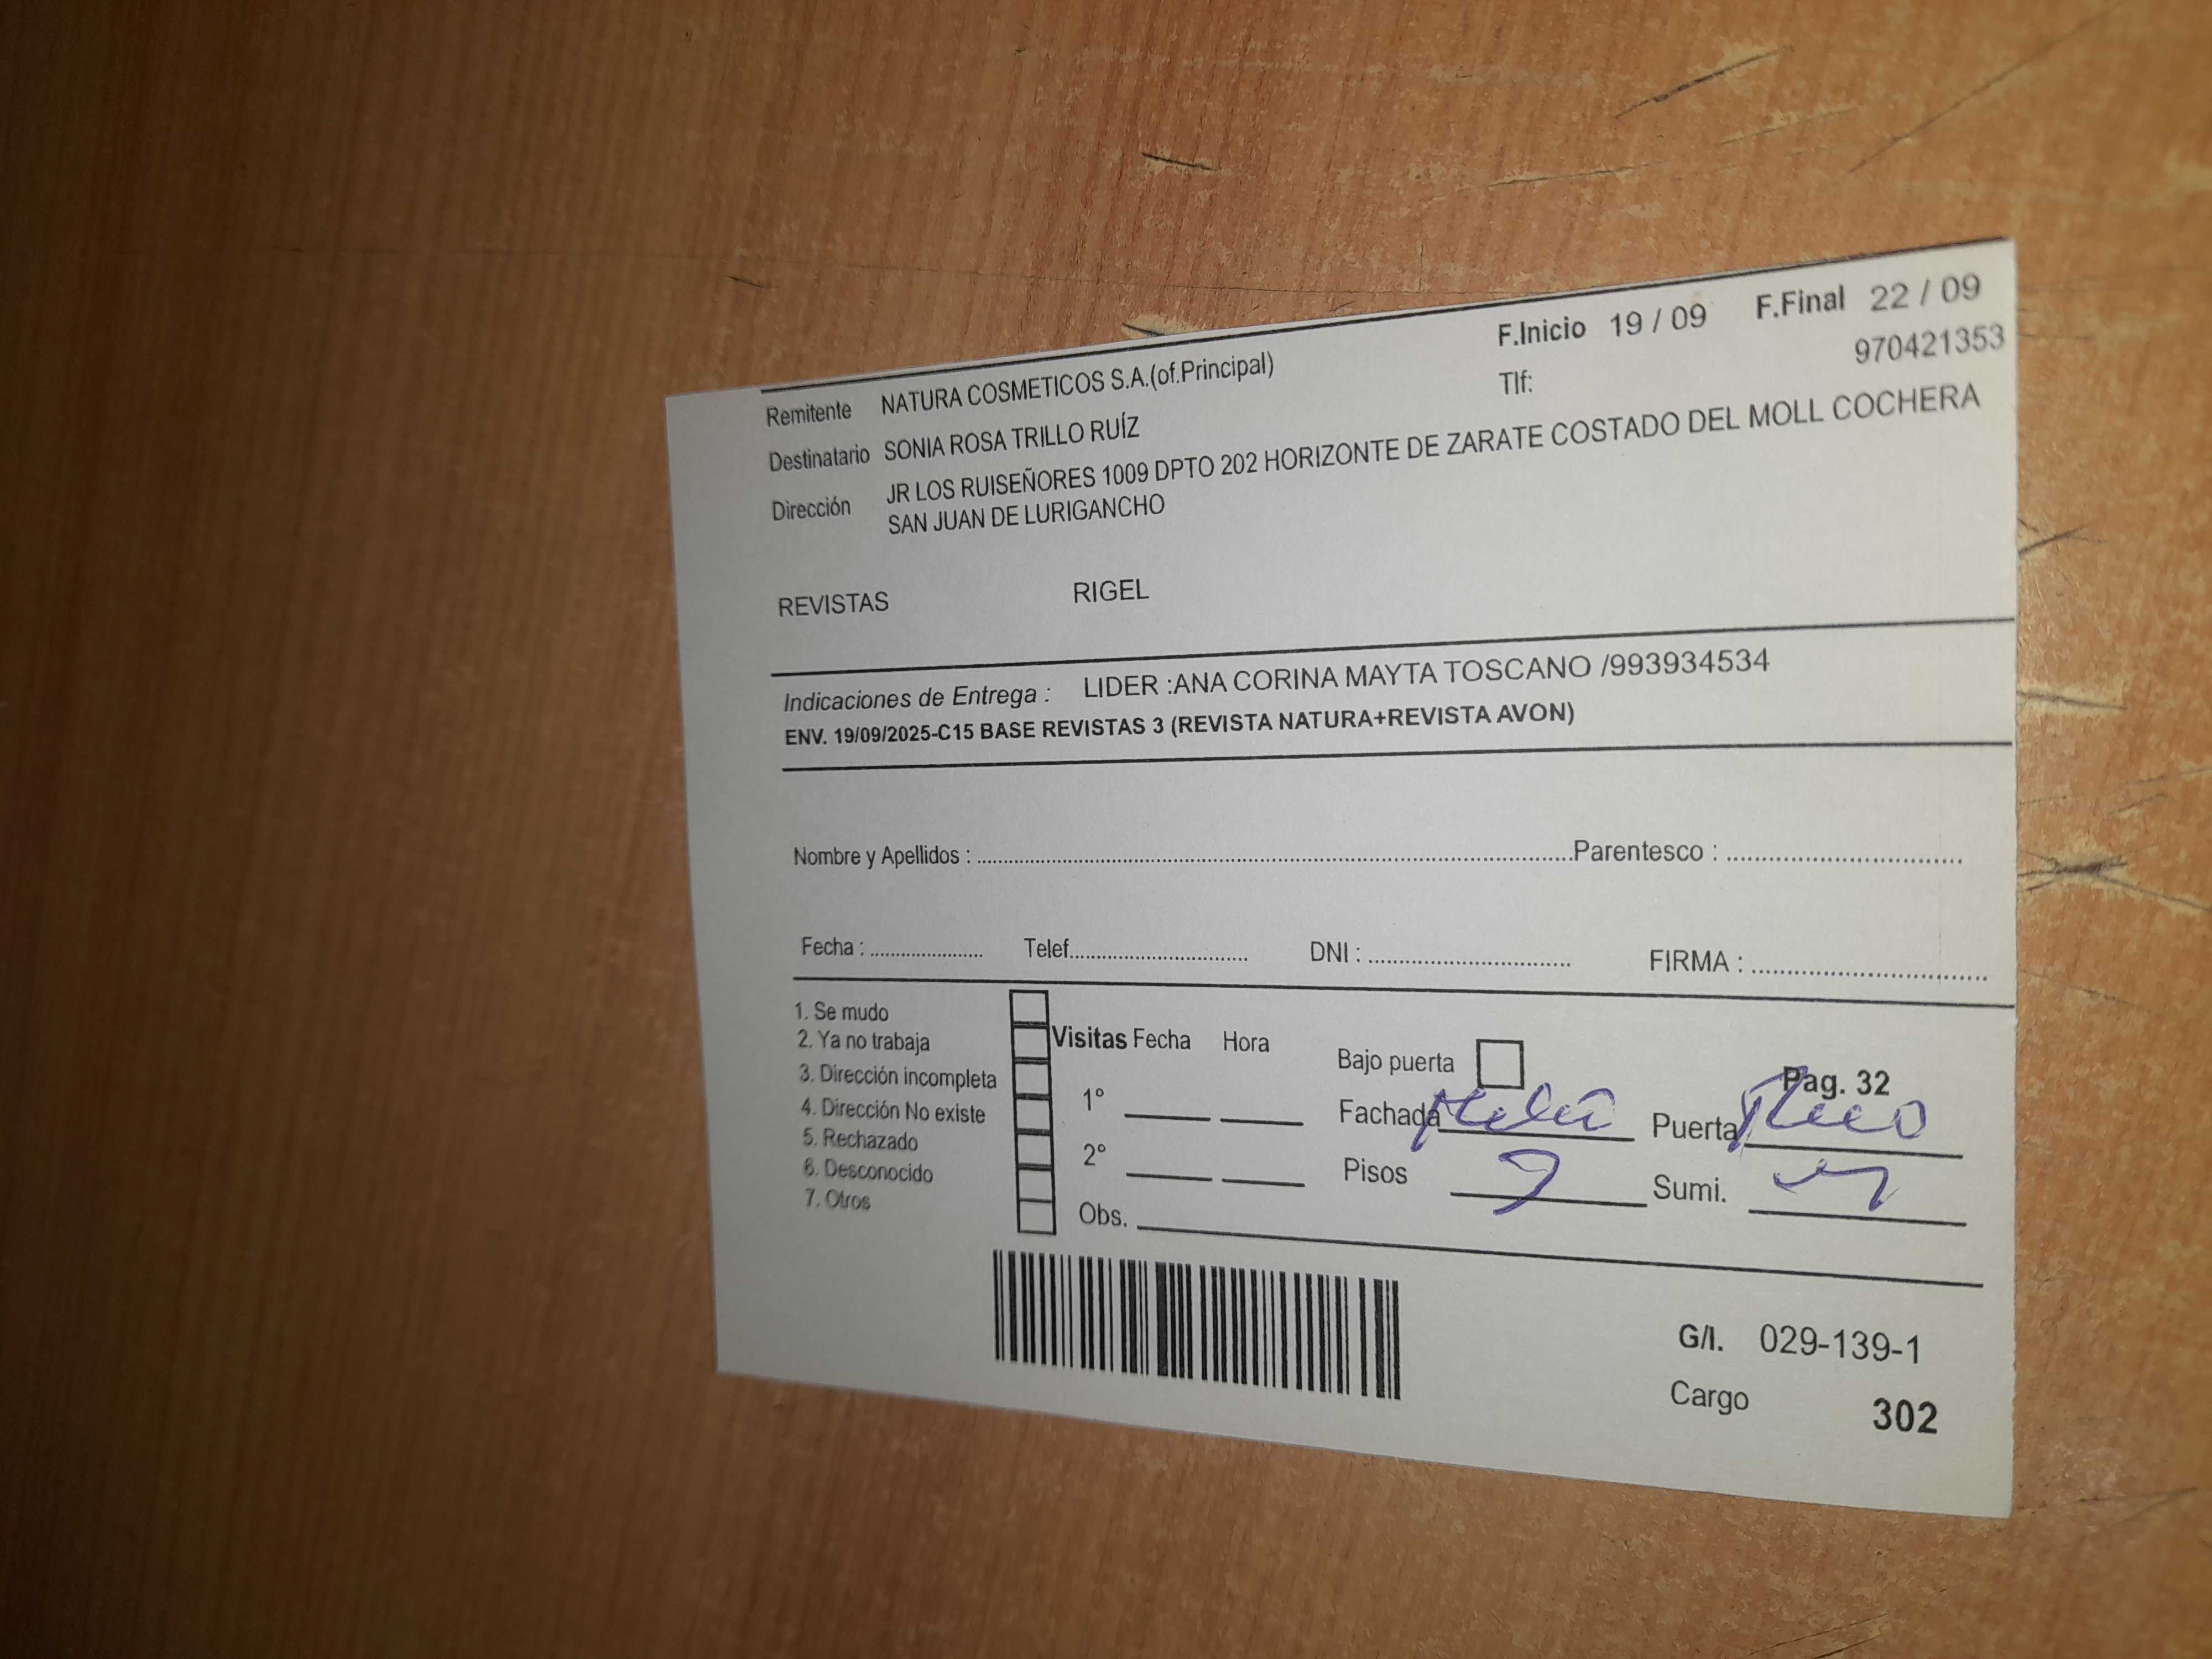 F.Inicio 19 / 09 F.Final 22 / 09
Remitente NATURA COSMETICOS S.A.(of.Principal) Tlf: 970421353
Destinatario SONIA ROSA TRILLO RUÍZ
Dirección JR LOS RUISEÑORES 1009 DPTO 202 HORIZONTE DE ZARATE COSTADO DEL MOLL COCHERA
SAN JUAN DE LURIGANCHO
REVISTAS RIGEL
Indicaciones de Entrega : LIDER :ANA CORINA MAYTA TOSCANO /993934534
ENV. 19/09/2025-C15 BASE REVISTAS 3 (REVISTA NATURA+REVISTA AVON)
Nombre y Apellidos : ........ Parentesco : ........
Fecha : ........ Telef........ DNI : ........ FIRMA : ........
1. Se mudo
2. Ya no trabaja
3. Dirección incompleta
4. Dirección No existe
5. Rechazado
6. Desconocido
7. Otros
Visitas Fecha Hora
1°
2°
Obs.
Bajo puerta
Pag. 32
Fachada Puerta
Pisos Sumi.
G/I. 029-139-1
Cargo 302